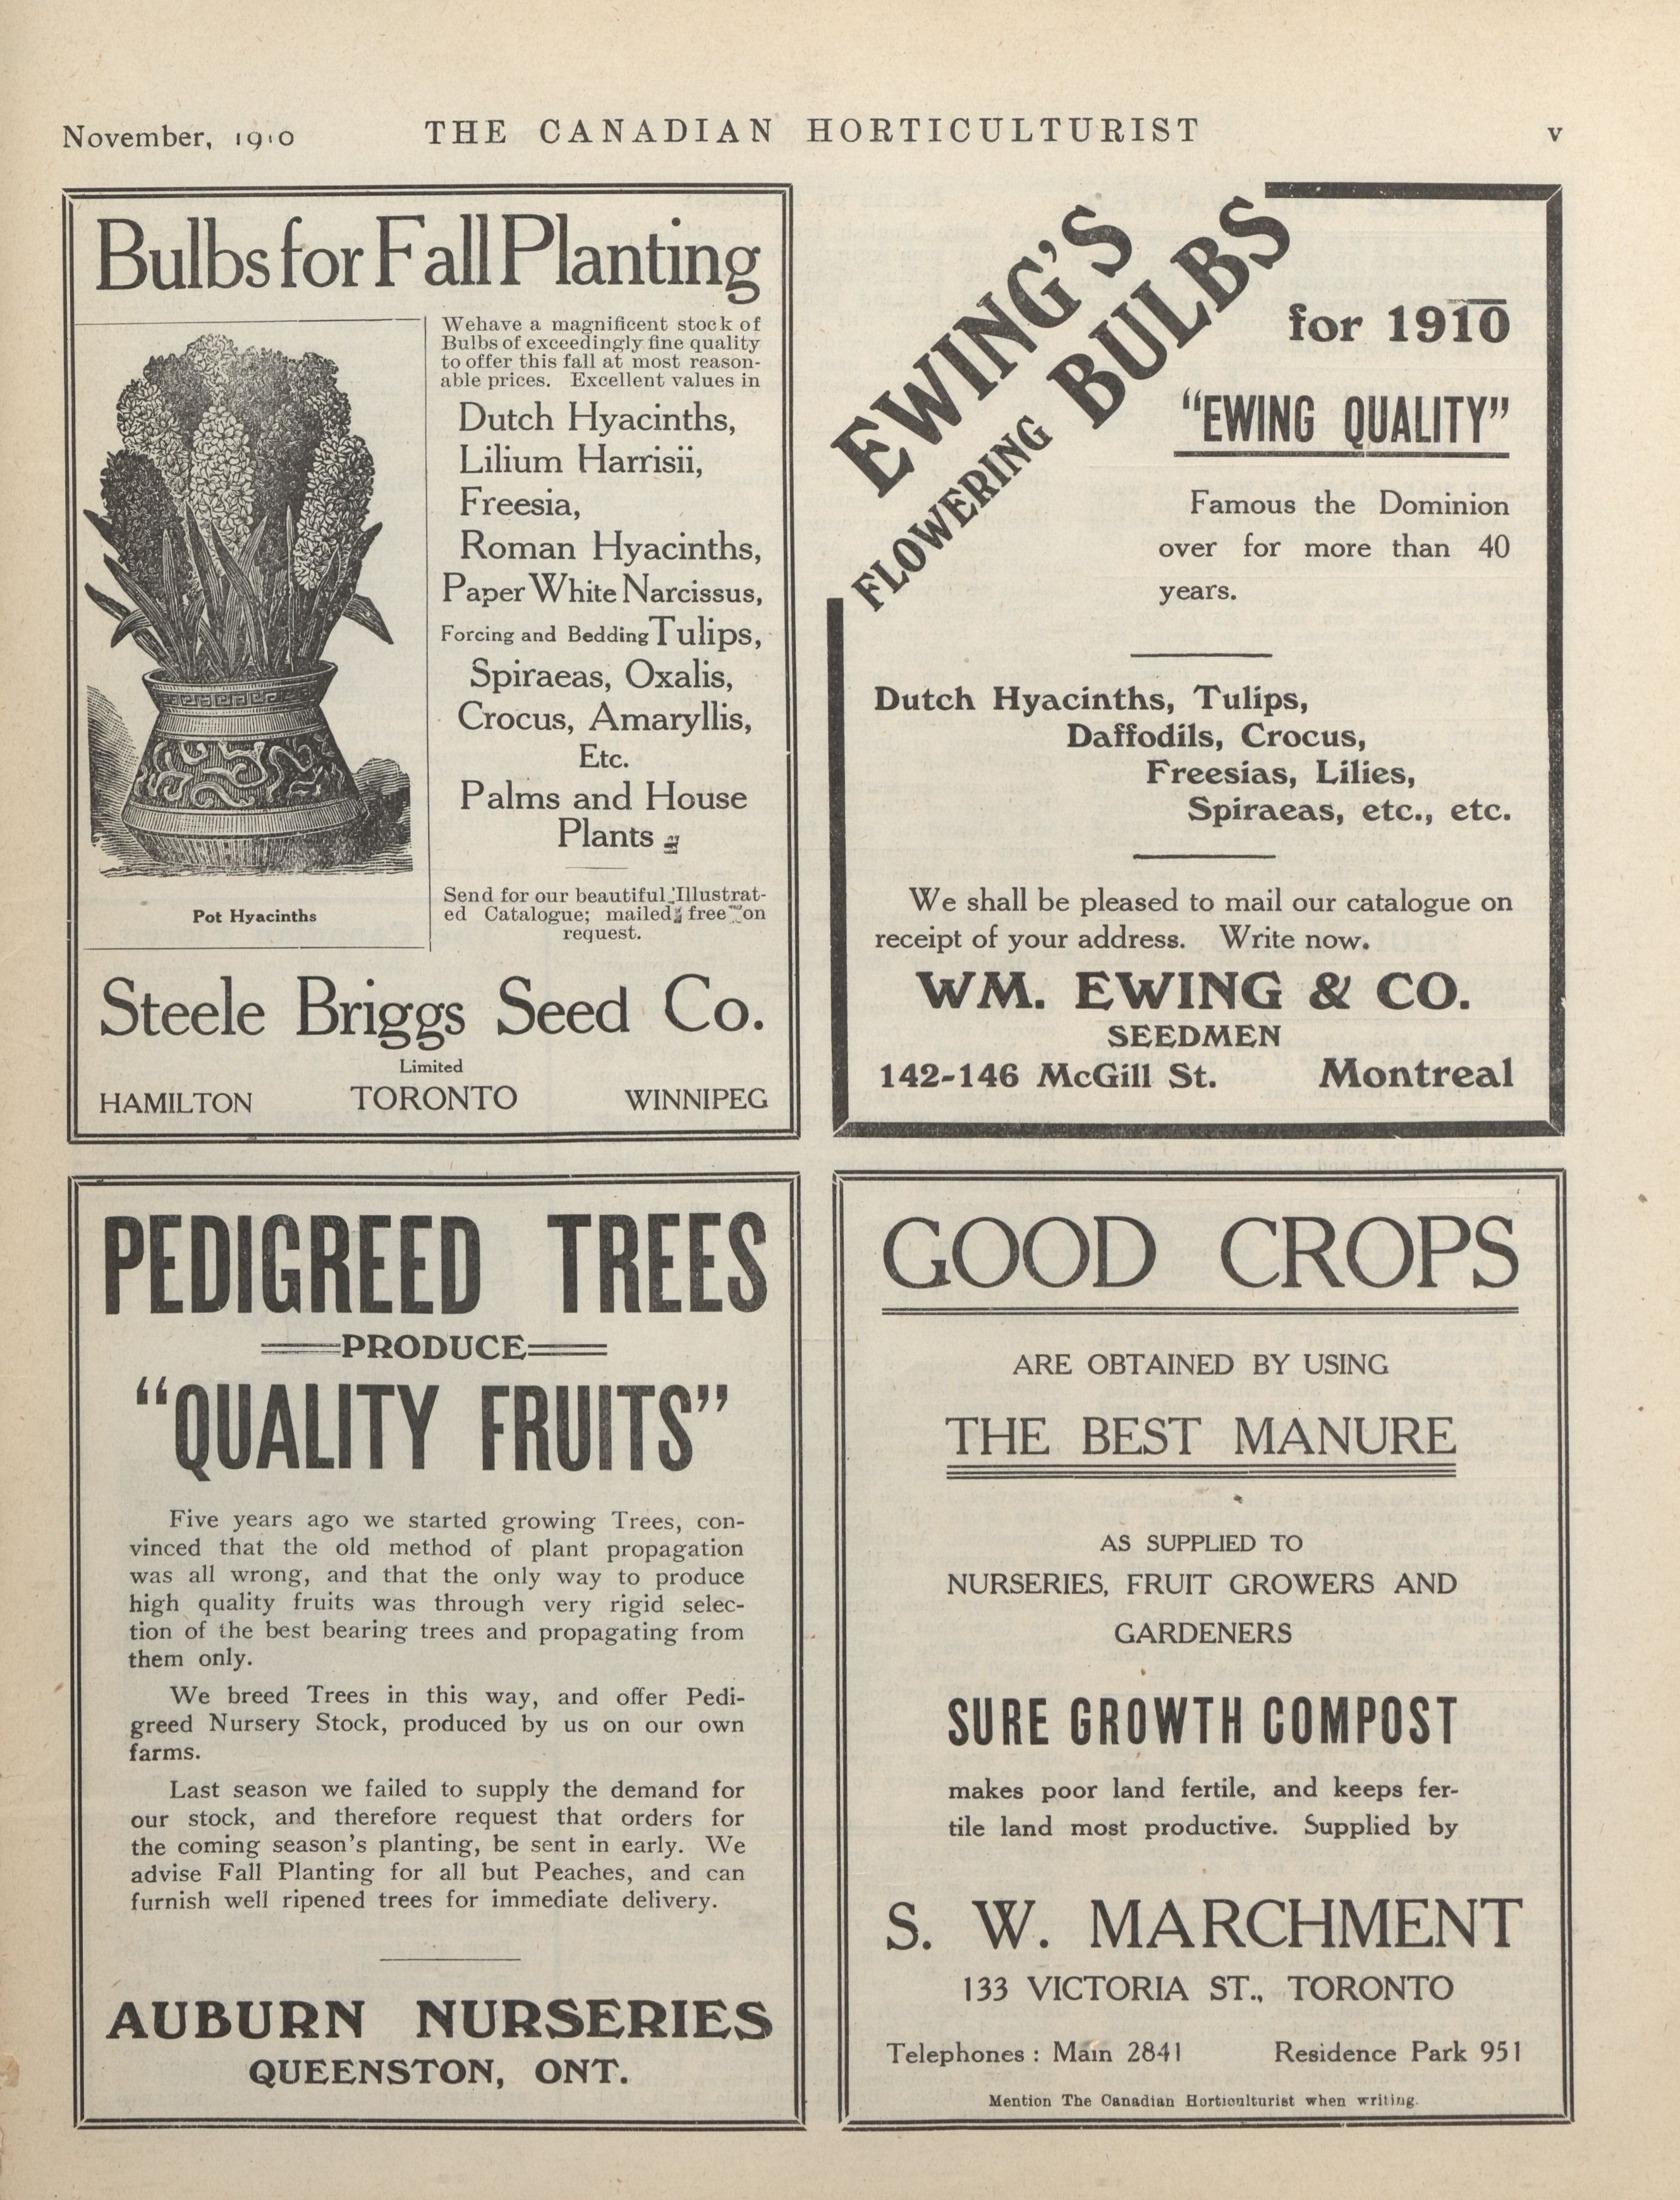 November, 1910
THE CANADIAN HORTICULTURIST
v
Bulbs for Fall Planting
We have a magnificent stock of
Bulbs of exceedingly fine quality
to offer this fall at most reason-
able prices. Excellent values in
Dutch Hyacinths,
Lilium Harrisii,
Freesia,
Roman Hyacinths,
Paper White Narcissus,
Forcing and Bedding Tulips,
Spiraeas, Oxalis,
Crocus, Amaryllis,
Etc.
Palms and House
Plants
Pot Hyacinths
Send for our beautiful Illustrat-
ed Catalogue; mailed free on
request.
Steele Briggs Seed Co.
Limited
HAMILTON TORONTO WINNIPEG
EWING'S
FLOWERING BULBS
for 1910
"EWING QUALITY"
Famous the Dominion
over for more than 40
years.
Dutch Hyacinths, Tulips,
Daffodils, Crocus,
Freesias, Lilies,
Spiraeas, etc., etc.
We shall be pleased to mail our catalogue on
receipt of your address. Write now.
WM. EWING & CO.
SEEDMEN
142-146 McGill St. Montreal
PEDIGREED TREES
PRODUCE
"QUALITY FRUITS"
Five years ago we started growing Trees, con-
vinced that the old method of plant propagation
was all wrong, and that the only way to produce
high quality fruits was through very rigid selec-
tion of the best bearing trees and propagating from
them only.
We breed Trees in this way, and offer Pedi-
greed Nursery Stock, produced by us on our own
farms.
Last season we failed to supply the demand for
our stock, and therefore request that orders for
the coming season's planting, be sent in early. We
advise Fall Planting for all but Peaches, and can
furnish well ripened trees for immediate delivery.
AUBURN NURSERIES
QUEENSTON, ONT.
GOOD CROPS
ARE OBTAINED BY USING
THE BEST MANURE
AS SUPPLIED TO
NURSERIES, FRUIT GROWERS AND
GARDENERS
SURE GROWTH COMPOST
makes poor land fertile, and keeps fer-
tile land most productive. Supplied by
S. W. MARCHMENT
133 VICTORIA ST., TORONTO
Telephones: Main 2841 Residence Park 951
Mention The Canadian Horticulturist when writing.